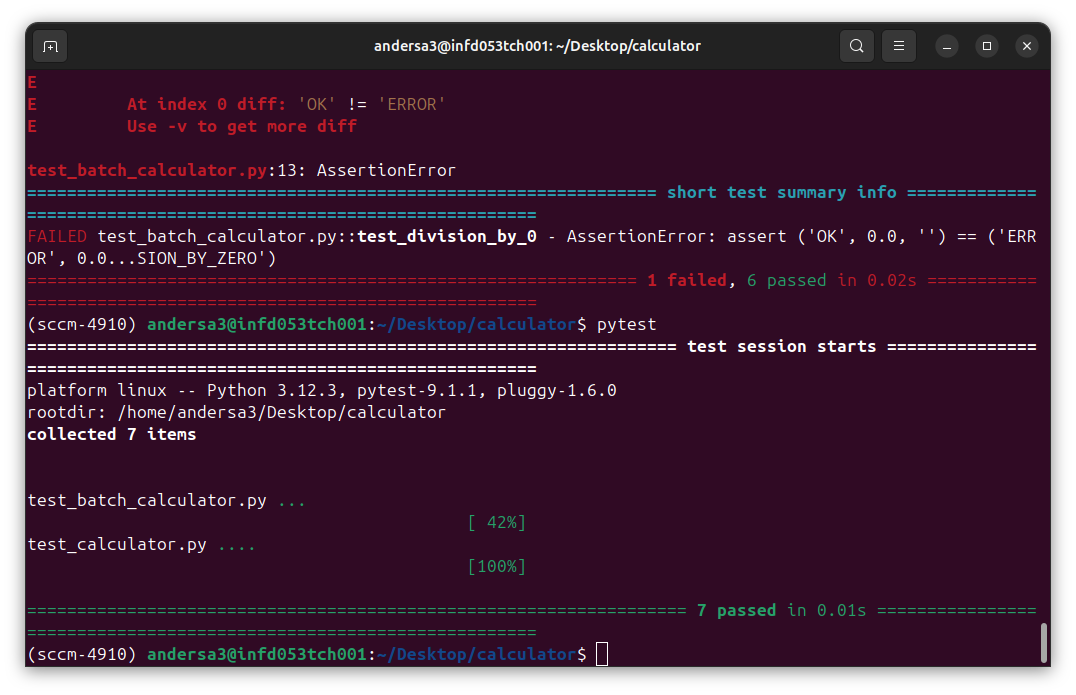 andersa3@infd053tch001: ~/Desktop/calculator
E
E         At index 0 diff: 'OK' != 'ERROR'
E         Use -v to get more diff
test_batch_calculator.py:13: AssertionError
=============================================================== short test summary info =============
===================================================
FAILED test_batch_calculator.py::test_division_by_0 - AssertionError: assert ('OK', 0.0, '') == ('ERR
OR', 0.0...SION_BY_ZERO')
============================================================= 1 failed, 6 passed in 0.02s ===========
===================================================
(sccm-4910) andersa3@infd053tch001:~/Desktop/calculator$ pytest
================================================================= test session starts ===============
===================================================
platform linux -- Python 3.12.3, pytest-9.1.1, pluggy-1.6.0
rootdir: /home/andersa3/Desktop/calculator
collected 7 items
test_batch_calculator.py ...
[ 42%]
test_calculator.py ....
[100%]
================================================================== 7 passed in 0.01s ================
===================================================
(sccm-4910) andersa3@infd053tch001:~/Desktop/calculator$